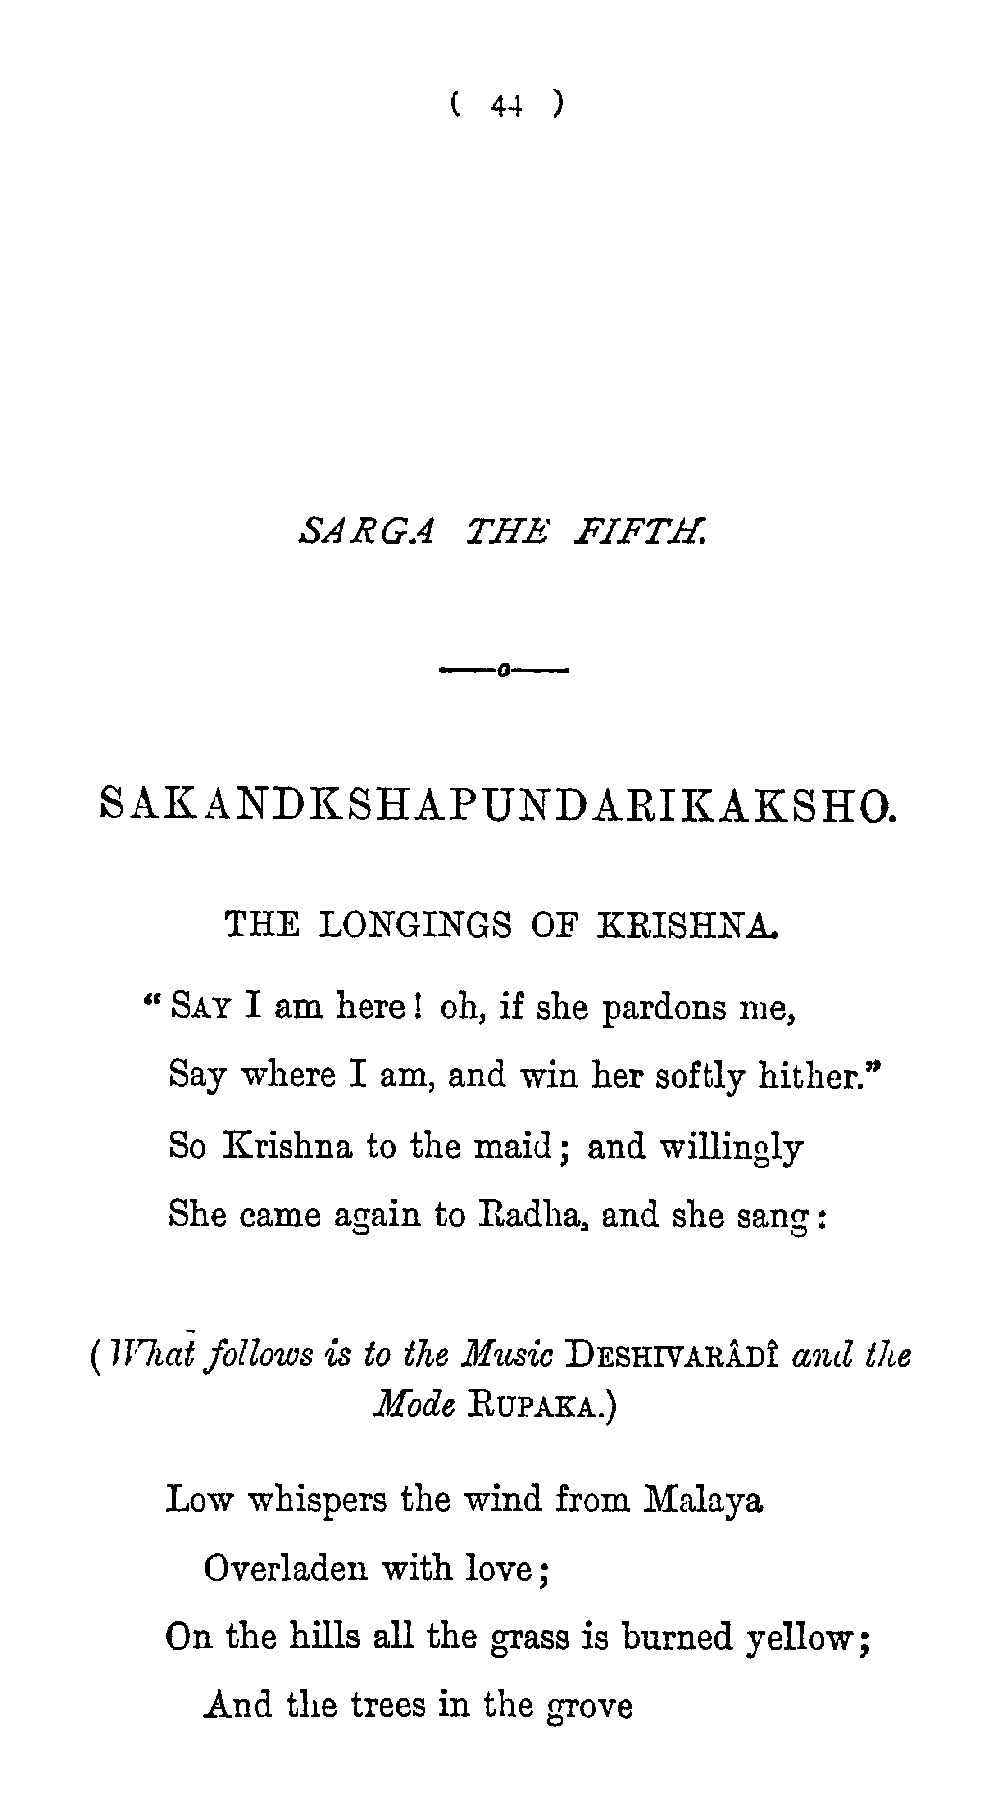 ( 44 )
SARGA THE FIFTH.
SAKANDKSHAPUNDARIKAKSHO.
THE LONGINGS OF KRISHNA.
“ SAY I am here! oh, if she pardons me,
Say where I am, and win her softly hither.”
So Krishna to the maid; and willingly
She came again to Radha, and she sang:
(What follows is to the Music DESHIVARÂDÎ and the
Mode RUPAKA.)
Low whispers the wind from Malaya
Overladen with love;
On the hills all the grass is burned yellow;
And the trees in the grove